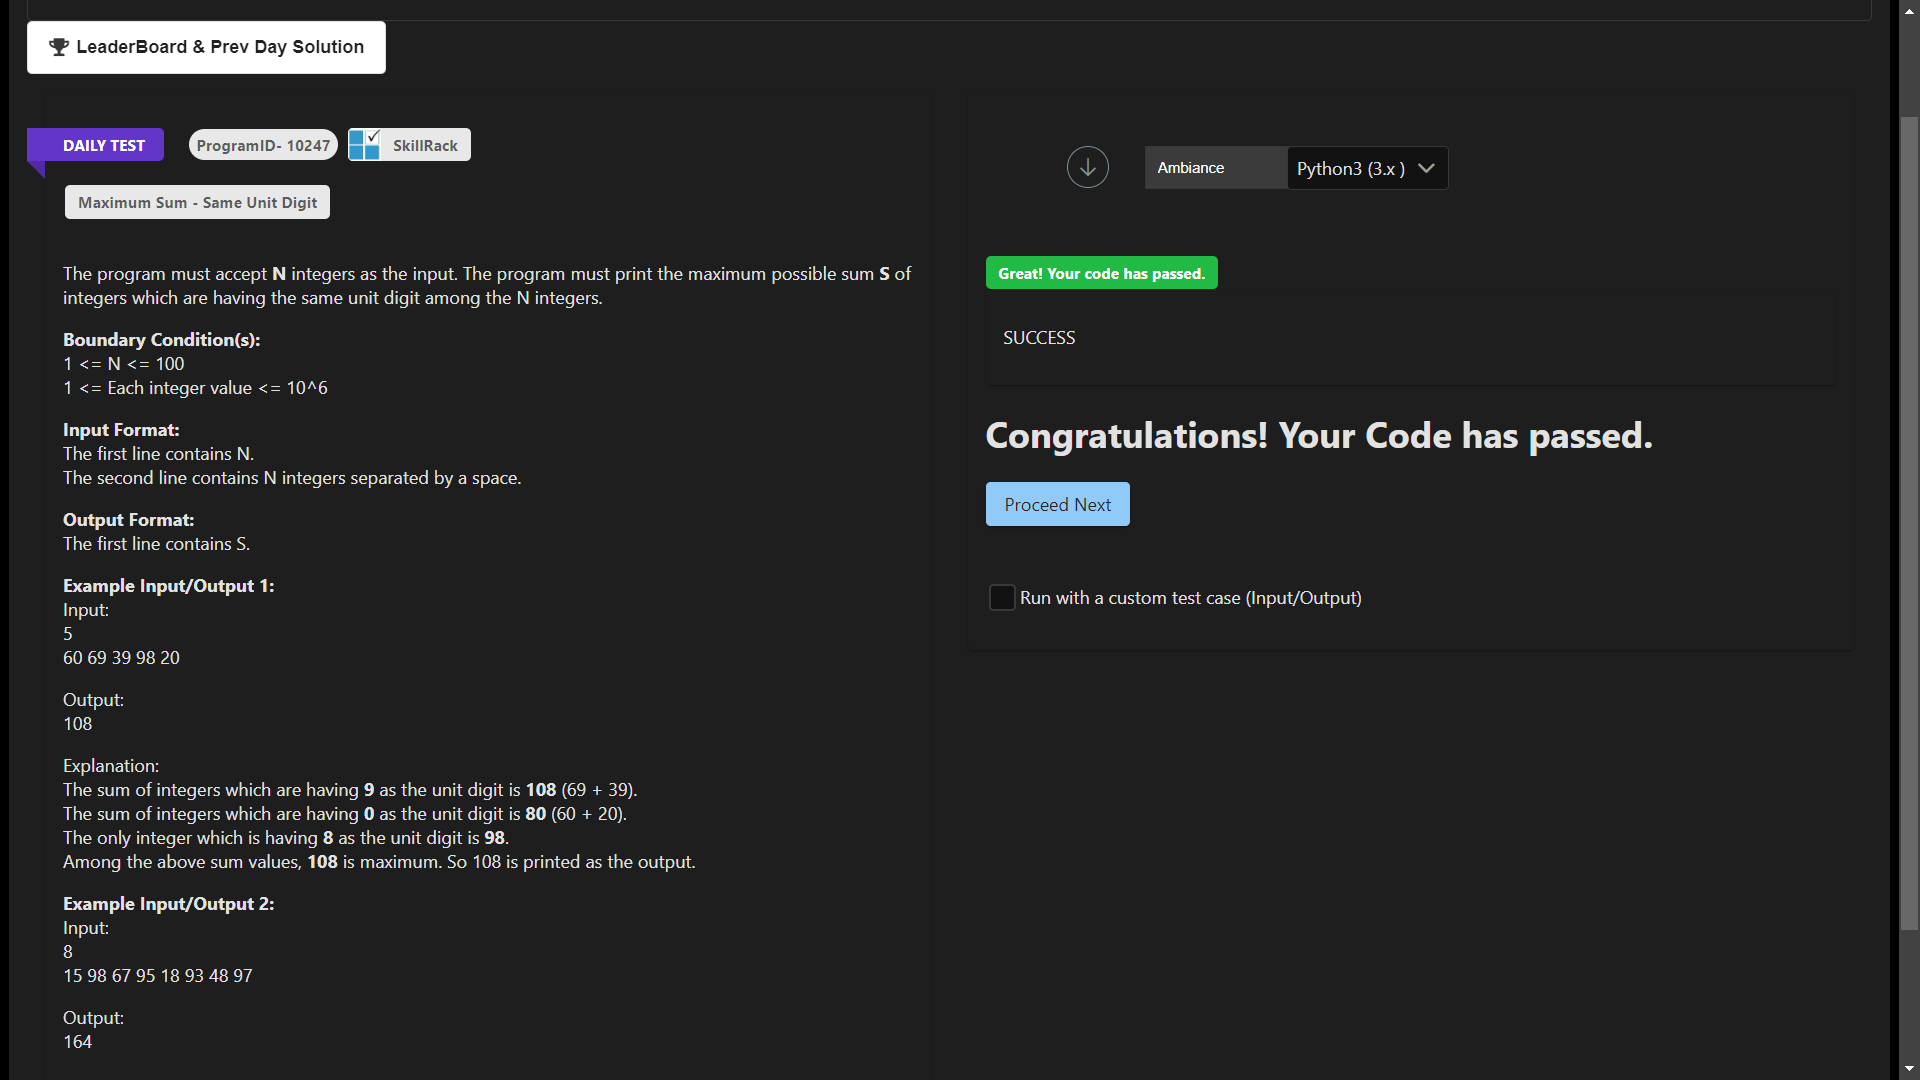 LeaderBoard & Prev Day Solution
DAILY TEST
ProgramID- 10247
SkillRack
Maximum Sum - Same Unit Digit
The program must accept N integers as the input. The program must print the maximum possible sum S of
integers which are having the same unit digit among the N integers.
Boundary Condition(s):
1 <= N <= 100
1 <= Each integer value <= 10^6
Input Format:
The first line contains N.
The second line contains N integers separated by a space.
Output Format:
The first line contains S.
Example Input/Output 1:
Input:
5
60 69 39 98 20
Output:
108
Explanation:
The sum of integers which are having 9 as the unit digit is 108 (69 + 39).
The sum of integers which are having 0 as the unit digit is 80 (60 + 20).
The only integer which is having 8 as the unit digit is 98.
Among the above sum values, 108 is maximum. So 108 is printed as the output.
Example Input/Output 2:
Input:
8
15 98 67 95 18 93 48 97
Output:
164
Ambiance
Python3 (3.x )
Great! Your code has passed.
SUCCESS
Congratulations! Your Code has passed.
Proceed Next
Run with a custom test case (Input/Output)